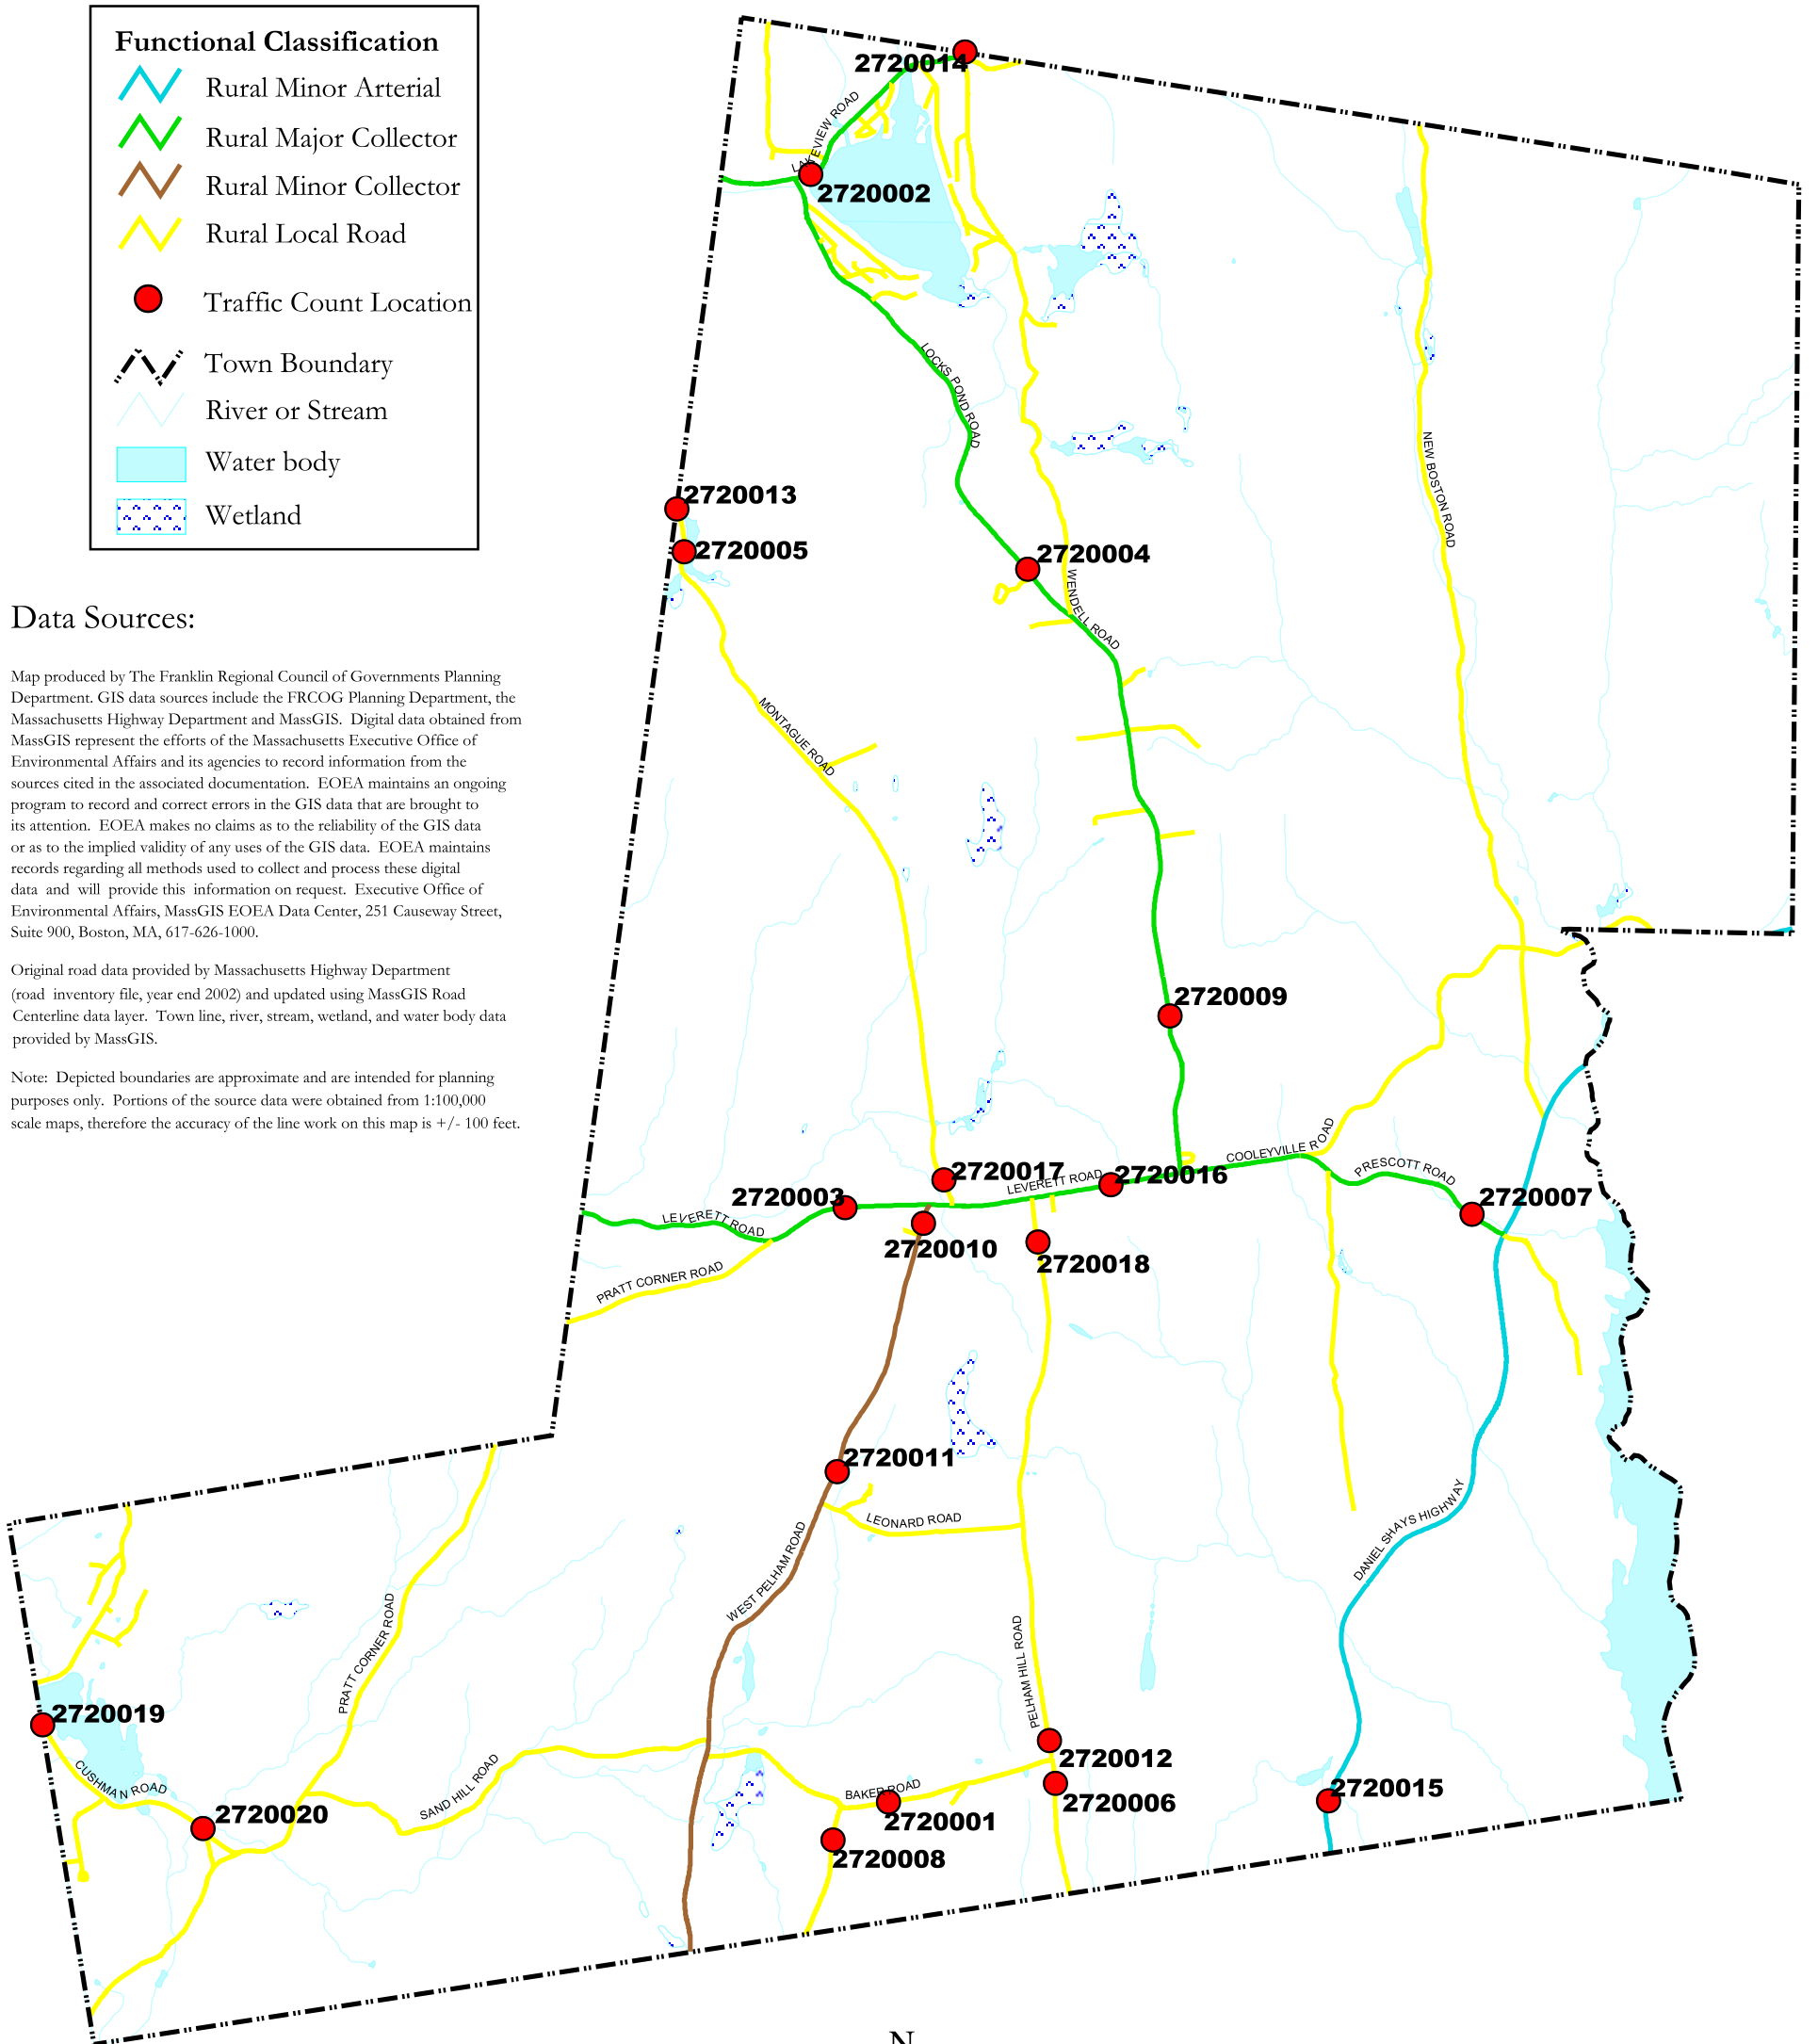 Functional Classification
Rural Minor Arterial
Rural Major Collector
Rural Minor Collector
Rural Local Road
Traffic Count Location
Town Boundary
River or Stream
Water body
Wetland
Data Sources:
Map produced by The Franklin Regional Council of Governments Planning
Department. GIS data sources include the FRCOG Planning Department, the
Massachusetts Highway Department and MassGIS. Digital data obtained from
MassGIS represent the efforts of the Massachusetts Executive Office of
Environmental Affairs and its agencies to record information from the
sources cited in the associated documentation. EOEA maintains an ongoing
program to record and correct errors in the GIS data that are brought to
its attention. EOEA makes no claims as to the reliability of the GIS data
or as to the implied validity of any uses of the GIS data. EOEA maintains
records regarding all methods used to collect and process these digital
data and will provide this information on request. Executive Office of
Environmental Affairs, MassGIS EOEA Data Center, 251 Causeway Street,
Suite 900, Boston, MA, 617-626-1000.
Original road data provided by Massachusetts Highway Department
(road inventory file, year end 2002) and updated using MassGIS Road
Centerline data layer. Town line, river, stream, wetland, and water body data
provided by MassGIS.
Note: Depicted boundaries are approximate and are intended for planning
purposes only. Portions of the source data were obtained from 1:100,000
scale maps, therefore the accuracy of the line work on this map is +/- 100 feet.
2720014
LAKEVIEW ROAD
2720002
LOCKS POND ROAD
NEW BOSTON ROAD
2720013
2720005
2720004
WENDELL ROAD
MONTAGUE ROAD
2720009
COOLEYVILLE ROAD
PRESCOTT ROAD
2720017
LEVERETT ROAD
2720016
2720003
LEVERETT ROAD
2720007
2720010
2720018
PRATT CORNER ROAD
2720011
LEONARD ROAD
DANIEL SHAYS HIGHWAY
WEST PELHAM ROAD
PRATT CORNER ROAD
PELHAM HILL ROAD
2720019
2720012
CUSHMAN ROAD
SAND HILL ROAD
BAKER ROAD
2720015
2720006
2720020
2720001
2720008
N